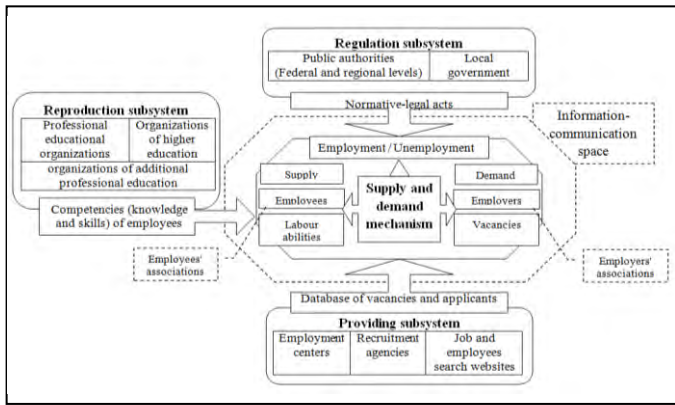 Regulation subsystem
Public authorities
(Federal and regional levels)
Local
government
Normative-legal acts
Reproduction subsystem
Professional
educational
organizations
Organizations
of higher
education
organizations of additional
professional education
Competencies (knowledge
and skills) of employees
Information-
communication
space
Employment/Unemployment
Supply
Employees
Labour
abilities
Supply and
demand
mechanism
Demand
Employers
Vacancies
Employees'
associations
Employers'
associations
Database of vacancies and applicants
Providing subsystem
Employment
centers
Recruitment
agencies
Job and
employees
search websites